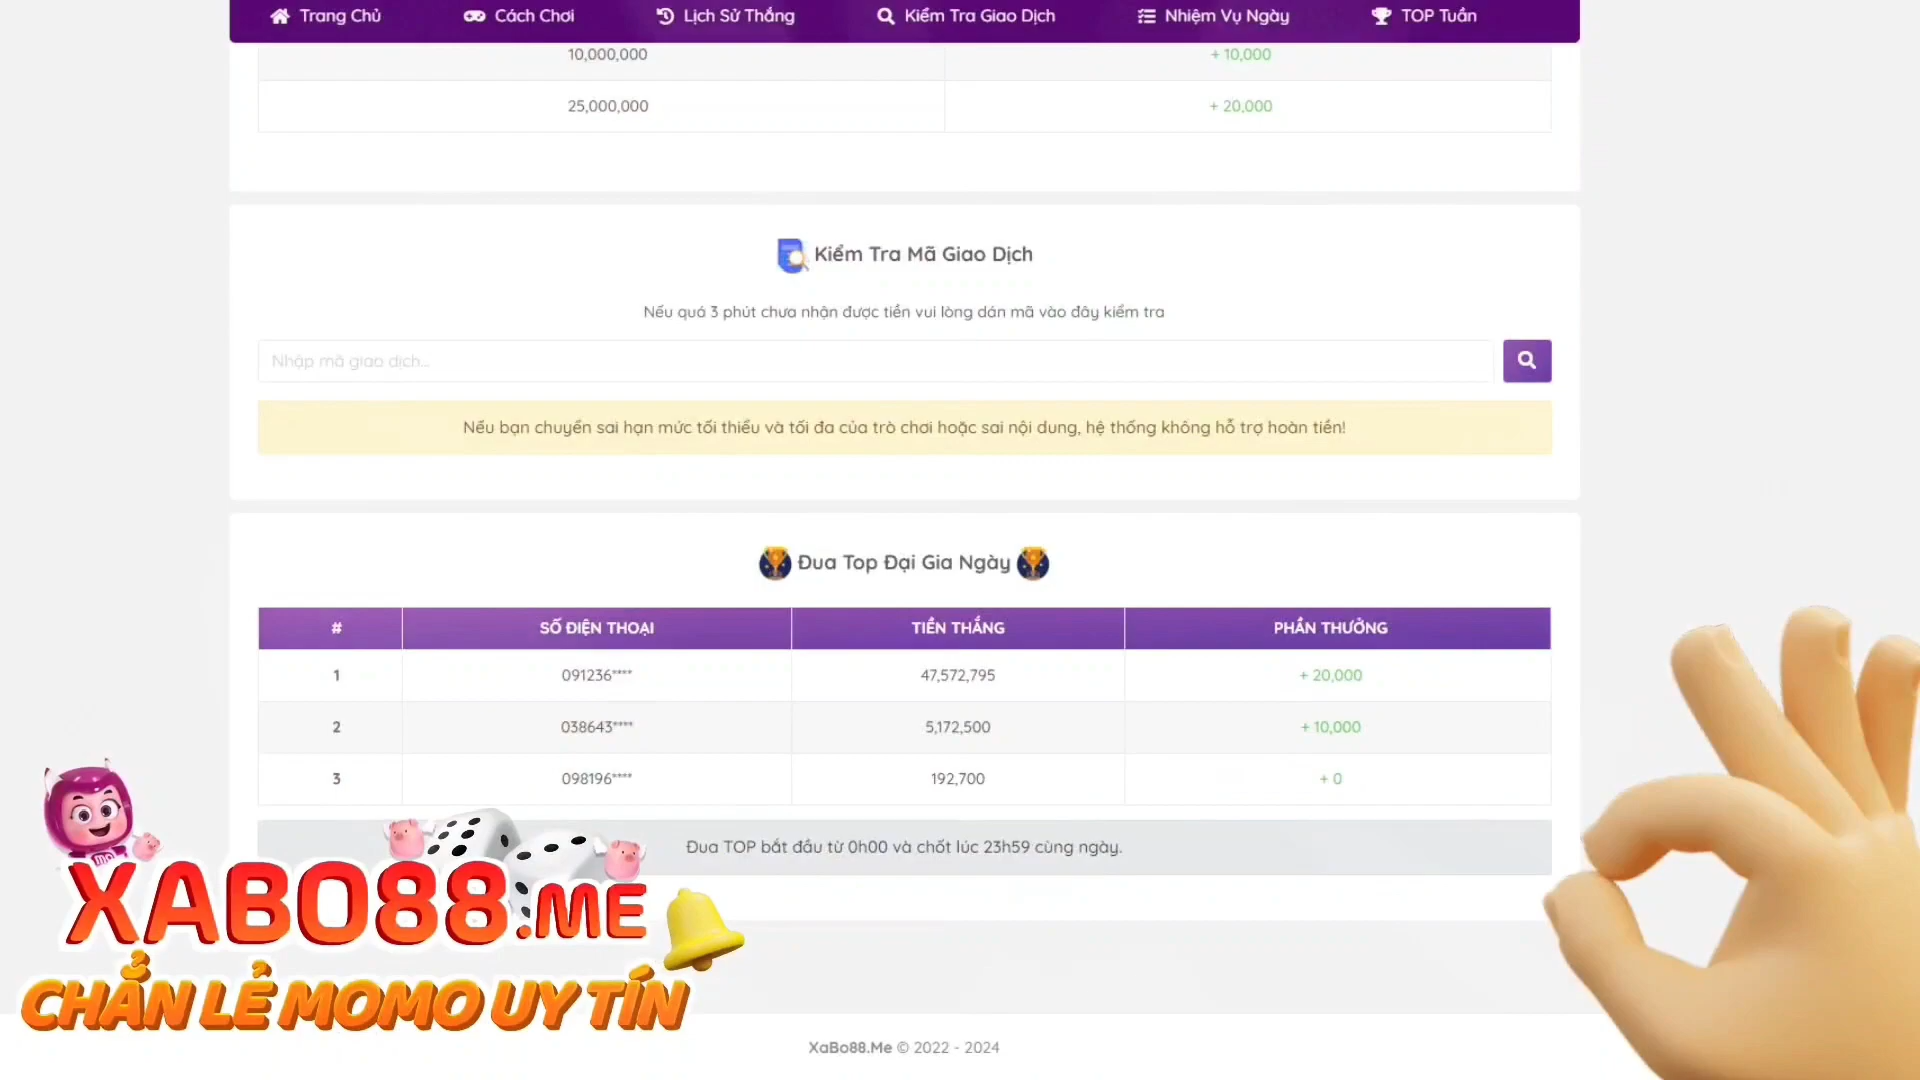 Trang Chủ Cách Chơi Lịch Sử Thắng Kiểm Tra Giao Dịch Nhiệm Vụ Ngày TOP Tuần
10,000,000 + 10,000
25,000,000 + 20,000
Kiểm Tra Mã Giao Dịch
Nếu quá 3 phút chưa nhận được tiền vui lòng dán mã vào đây kiểm tra
Nhập mã giao dịch...
Nếu bạn chuyển sai hạn mức tối thiểu và tối đa của trò chơi hoặc sai nội dung, hệ thống không hỗ trợ hoàn tiền!
Đua Top Đại Gia Ngày
# SỐ ĐIỆN THOẠI TIỀN THẮNG PHẦN THƯỞNG
1 091236**** 47,572,795 + 20,000
2 038643**** 5,172,500 + 10,000
3 098196**** 192,700 + 0
Đua TOP bắt đầu từ 0h00 và chốt lúc 23h59 cùng ngày.
XABO88.ME
CHẴN LẺ MOMO UY TÍN
XaBo88.Me © 2022 - 2024